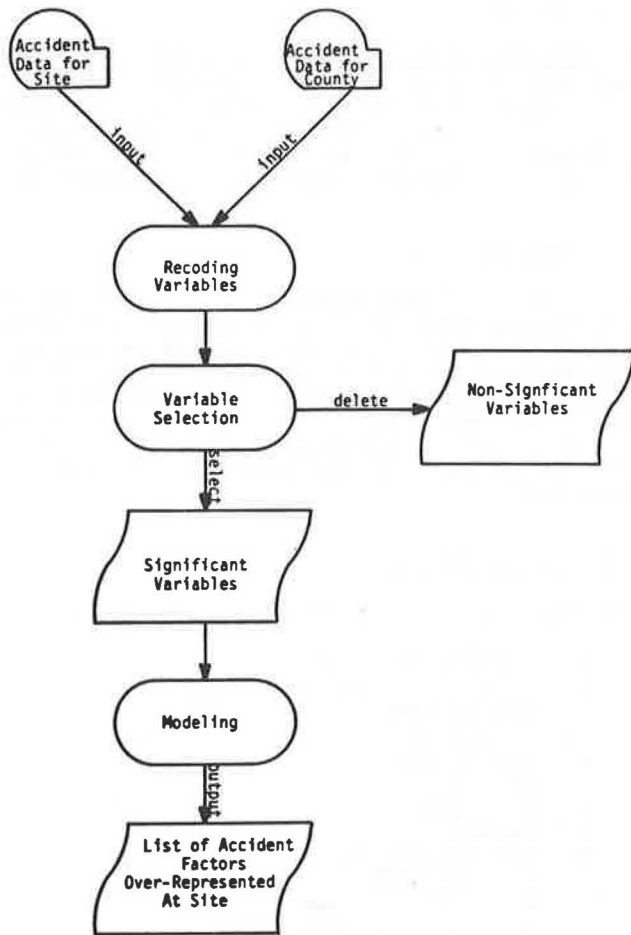 Accident
Data for
Site
Accident
Data for
County
input
input
Recoding
Variables
Variable
Selection
delete
Non-Signficant
Variables
select
Significant
Variables
Modeling
output
List of Accident
Factors
Over-Represented
At Site